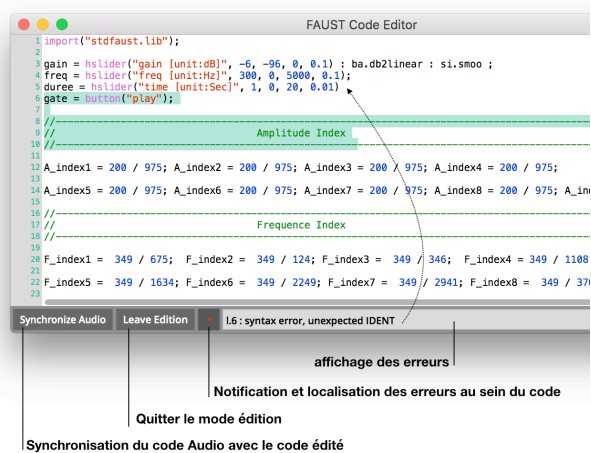 FAUST Code Editor
1 import("stdfaust.lib");
2
3 gain = hslider("gain [unit:dB]", -6, -96, 0, 0.1) : ba.db2linear : si.smoo ;
4 freq = hslider("freq [unit:Hz]", 300, 0, 5000, 0.1);
5 duree = hslider("time [unit:Sec]", 1, 0, 20, 0.01)
6 gate = button("play");
7
8 //--------------------------------------------------------------
9 // Amplitude Index
10 //--------------------------------------------------------------
11
12 A_index1 = 200 / 975; A_index2 = 200 / 975; A_index3 = 200 / 975; A_index4 = 200 / 975;
13
14 A_index5 = 200 / 975; A_index6 = 200 / 975; A_index7 = 200 / 975; A_index8 = 200 / 975; A_in
15
16 //--------------------------------------------------------------
17 // Frequence Index
18 //--------------------------------------------------------------
19
20 F_index1 = 349 / 675; F_index2 = 349 / 124; F_index3 = 349 / 346; F_index4 = 349 / 1108
21
22 F_index5 = 349 / 1634; F_index6 = 349 / 2249; F_index7 = 349 / 2941; F_index8 = 349 / 370
23
Synchronize Audio Leave Edition l.6 : syntax error, unexpected IDENT
affichage des erreurs
Notification et localisation des erreurs au sein du code
Quitter le mode édition
Synchronisation du code Audio avec le code édité